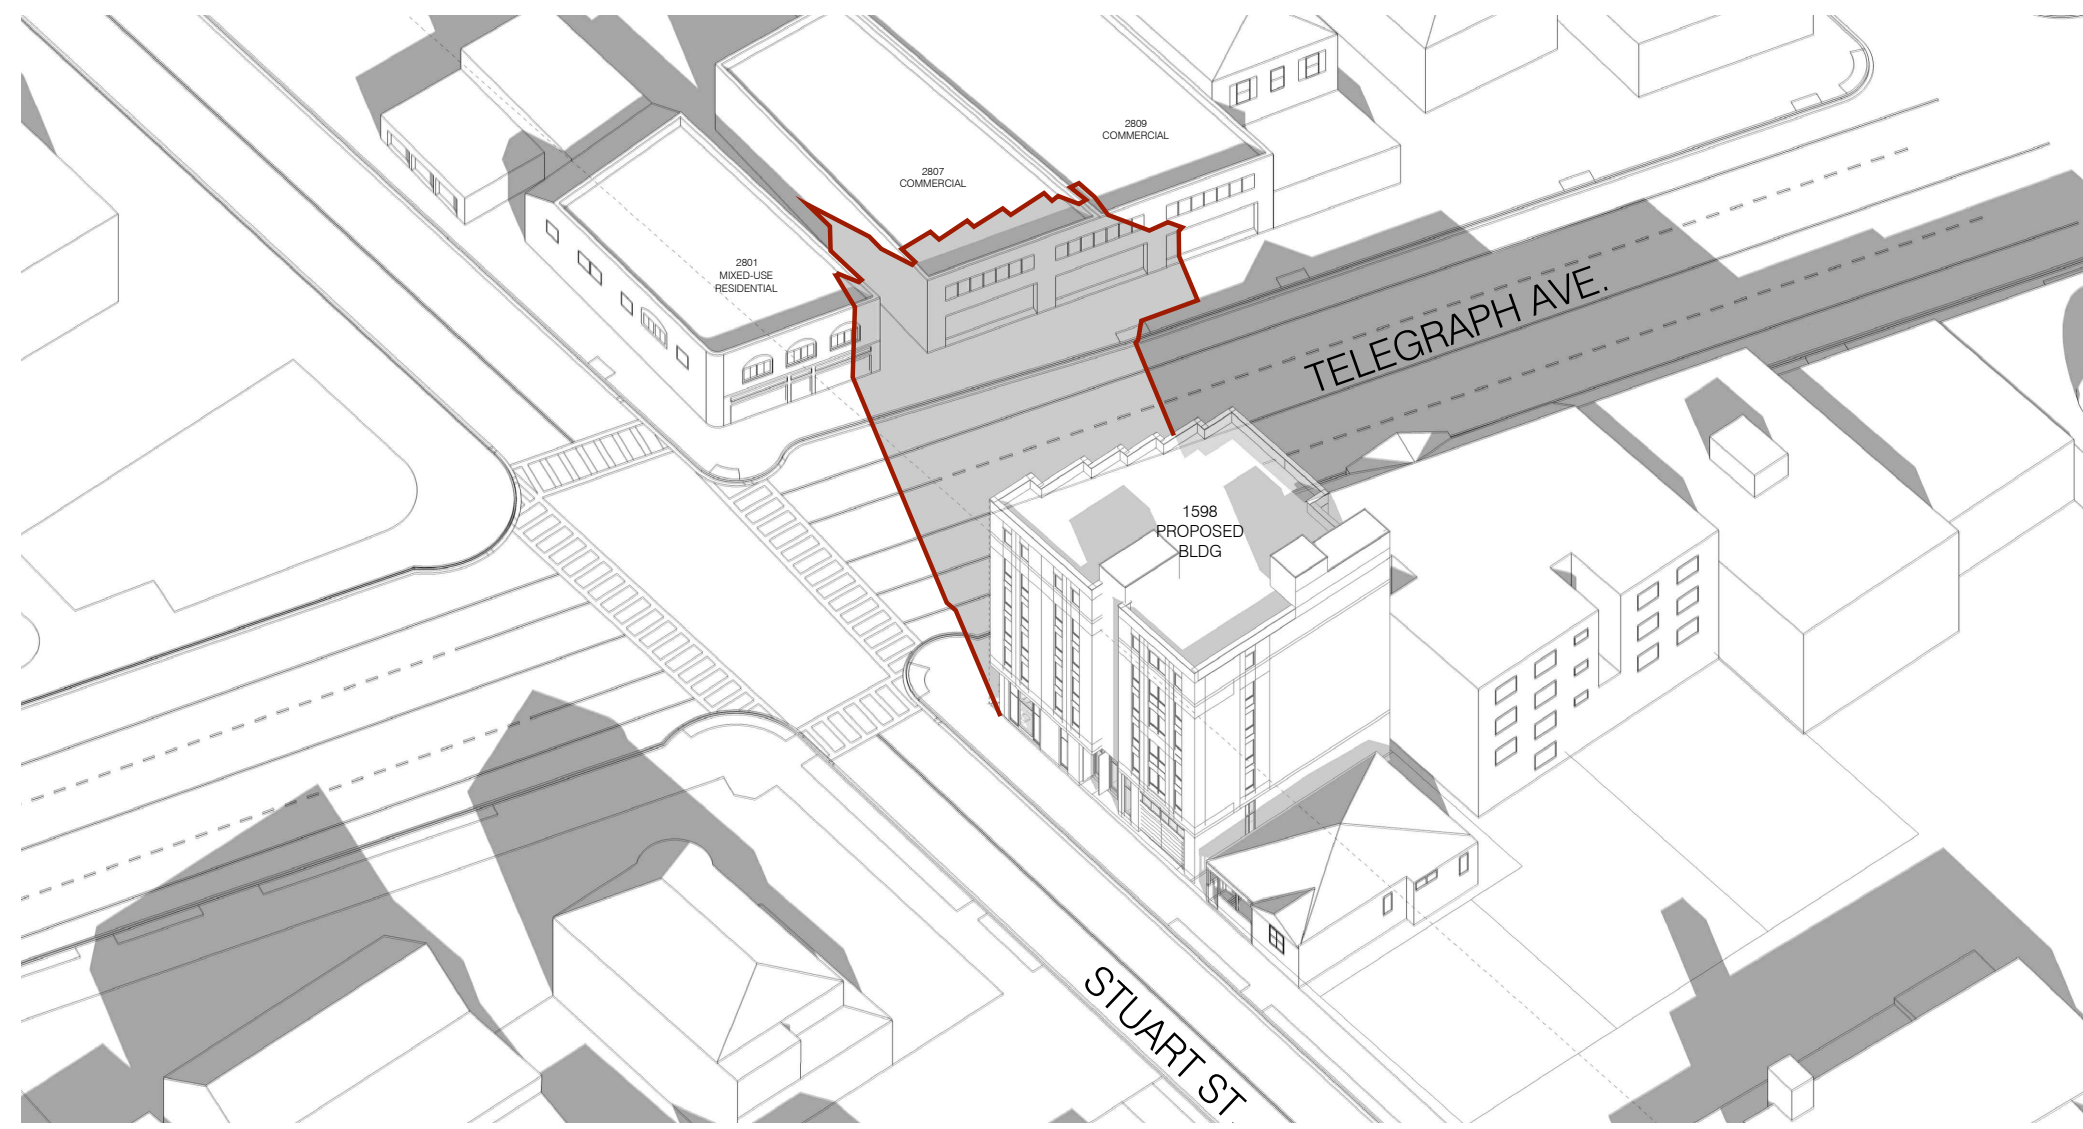 2809
COMMERCIAL
2807
COMMERCIAL
2801
MIXED-USE
RESIDENTIAL
TELEGRAPH AVE.
1598
PROPOSED
BLDG
STUART ST